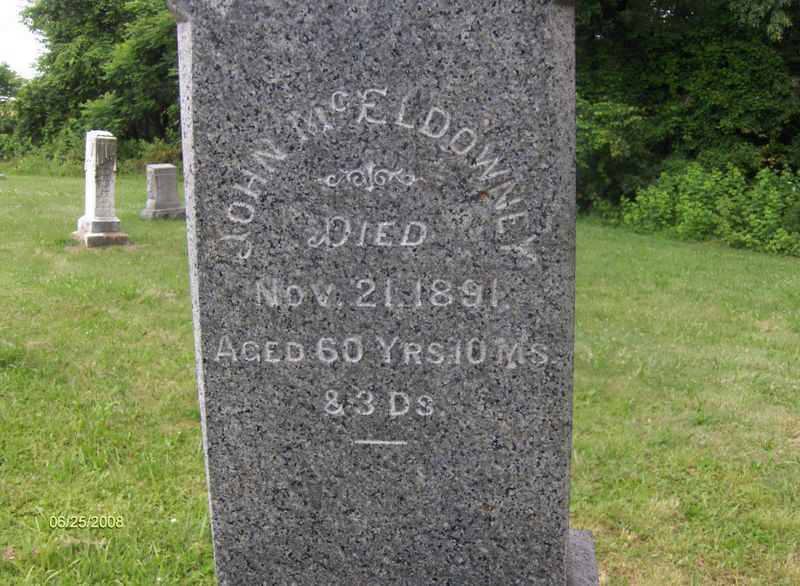 JOHN McELDOWNEY
DIED
NOV. 21, 1891.
AGED 60 YRS. 10 MS.
& 3 DS.
06/25/2008